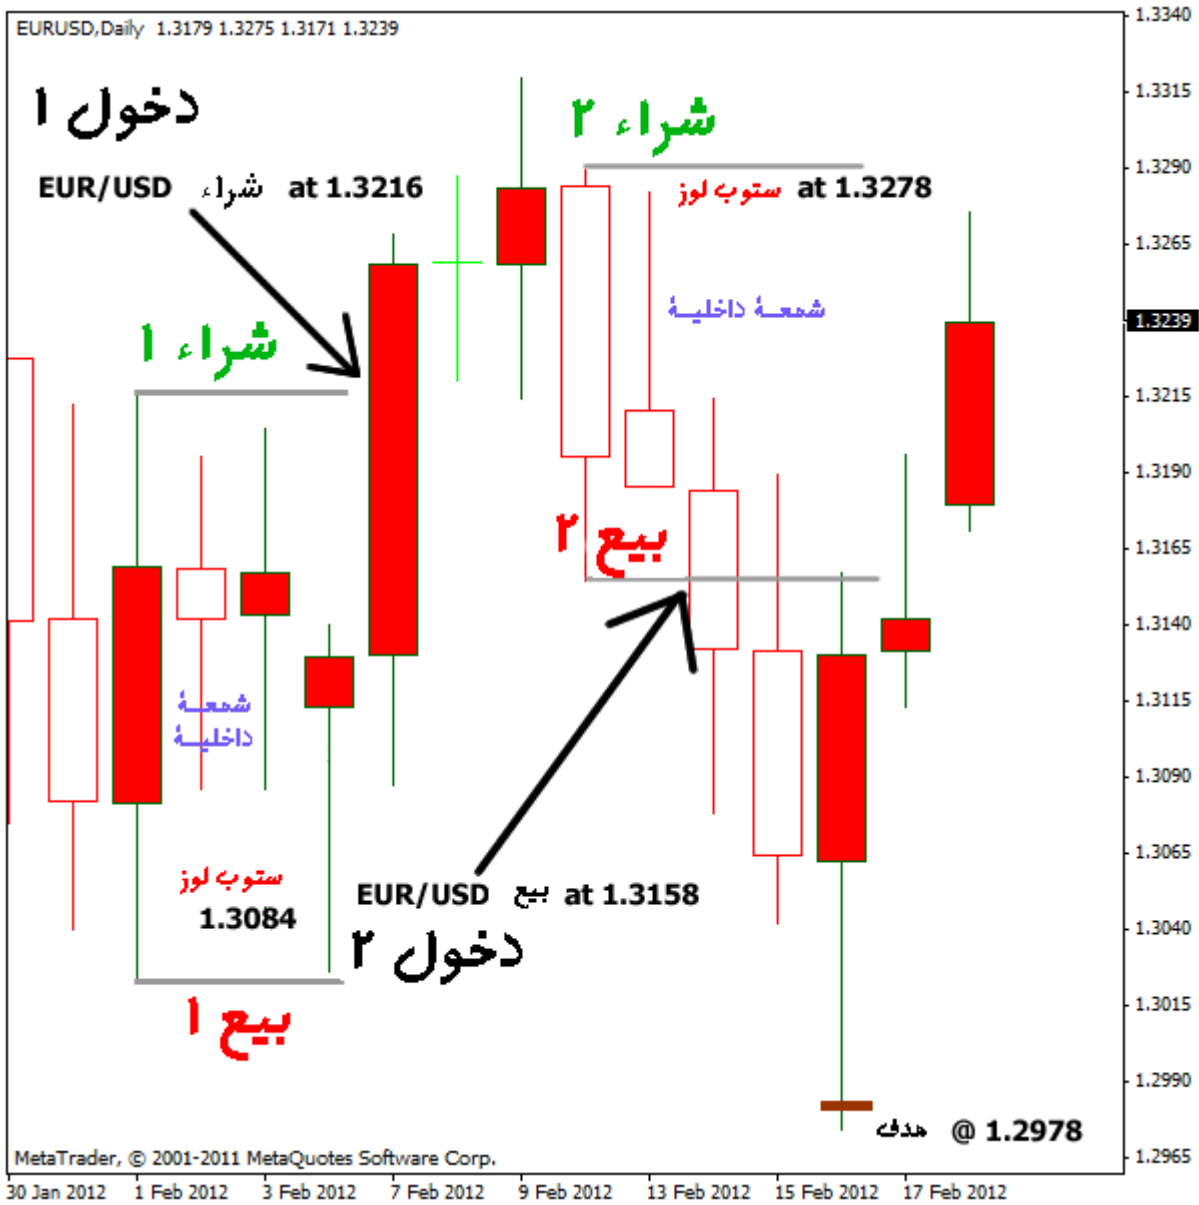 EURUSD,Daily 1.3179 1.3275 1.3171 1.3239
دخول ١
EUR/USD شراء at 1.3216
شراء ٢
ستوب لوز at 1.3278
شمعة داخلية
شراء ١
بيع ٢
شمعة
داخلية
ستوب لوز
1.3084
EUR/USD بيع at 1.3158
دخول ٢
بيع ١
هدف @ 1.2978
MetaTrader, © 2001-2011 MetaQuotes Software Corp.
1.3340
1.3315
1.3290
1.3265
1.3239
1.3215
1.3190
1.3165
1.3140
1.3115
1.3090
1.3065
1.3040
1.3015
1.2990
1.2965
30 Jan 2012 1 Feb 2012 3 Feb 2012 7 Feb 2012 9 Feb 2012 13 Feb 2012 15 Feb 2012 17 Feb 2012